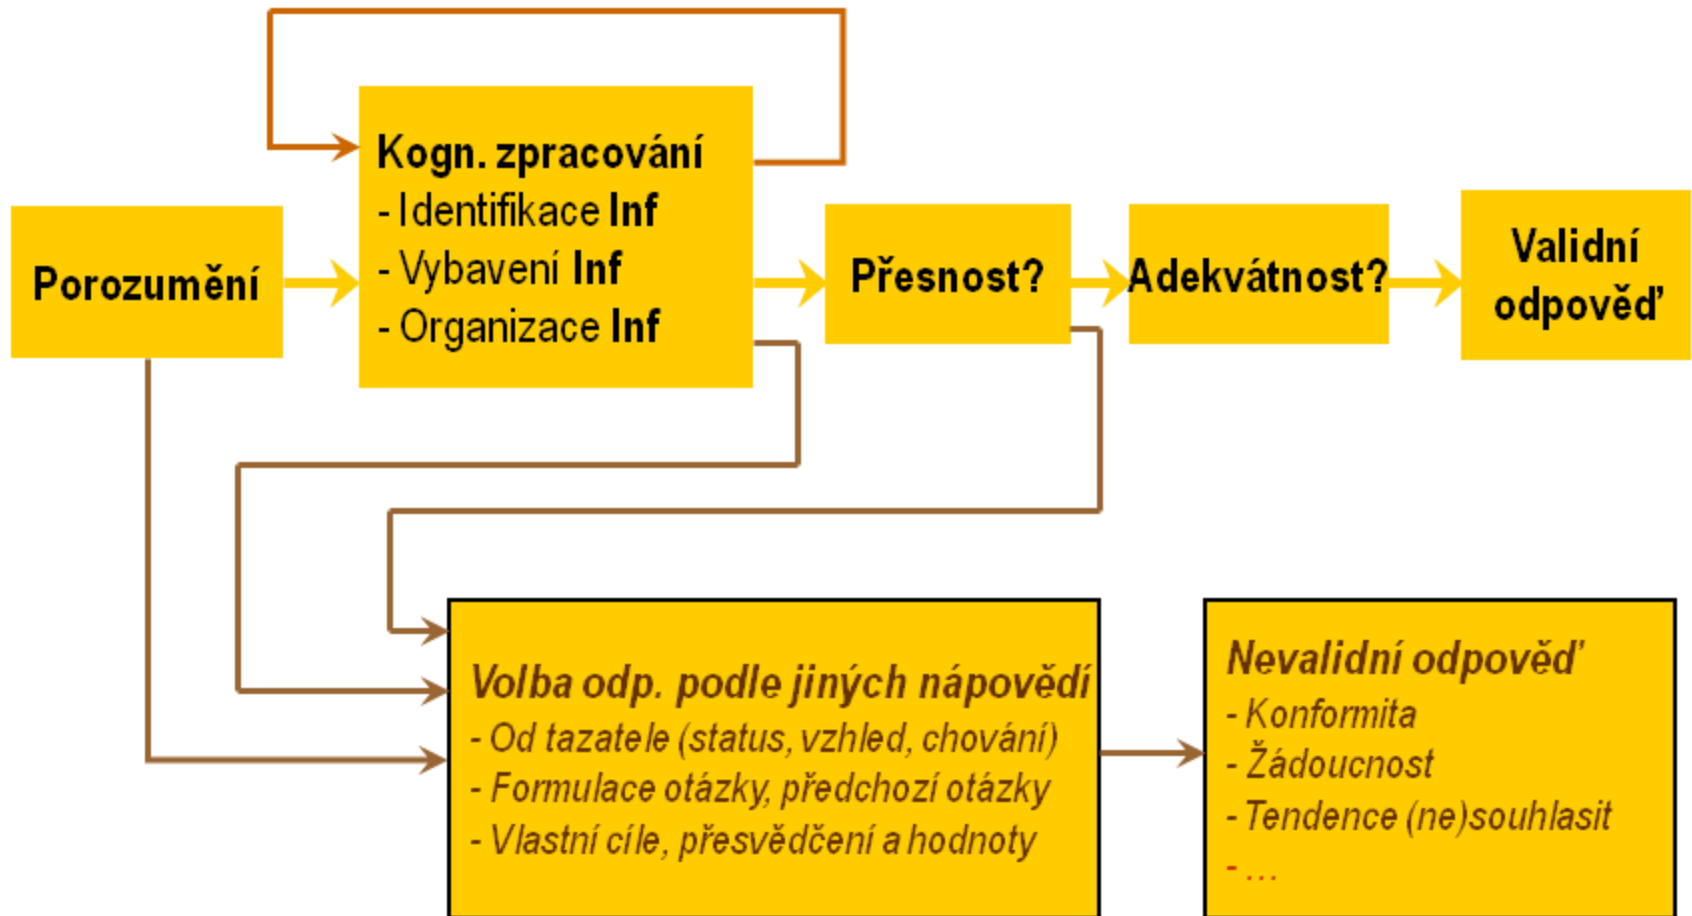 Kogn. zpracování
- Identifikace Inf
- Vybavení Inf
- Organizace Inf
Porozumění
Přesnost?
Adekvátnost?
Validní
odpověď
Volba odp. podle jiných nápovědí
- Od tazatele (status, vzhled, chování)
- Formulace otázky, předchozí otázky
- Vlastní cíle, přesvědčení a hodnoty
Nevalidní odpověď
- Konformita
- Žádoucnost
- Tendence (ne)souhlasit
- ...